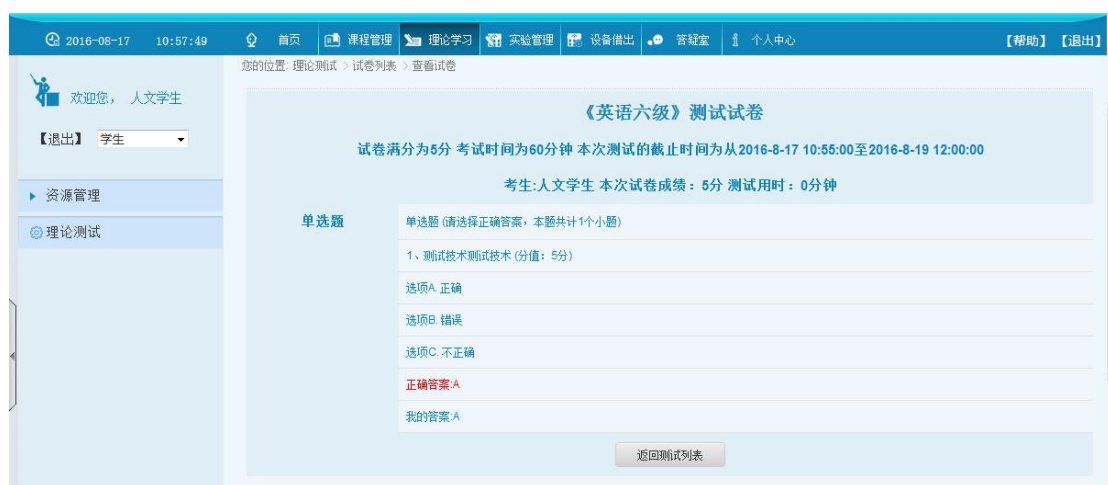 2016-08-17 10:57:49 首页 课程管理 理论学习 实验管理 设备借出 答疑室 个人中心 【帮助】 【退出】
您的位置: 理论测试 > 试卷列表 > 查看试卷
欢迎您， 人文学生
【退出】 学生
资源管理
理论测试
《英语六级》测试试卷
试卷满分为5分 考试时间为60分钟 本次测试的截止时间为从2016-8-17 10:55:00至2016-8-19 12:00:00
考生:人文学生 本次试卷成绩：5分 测试用时：0分钟
单选题 单选题 (请选择正确答案，本题共计1个小题)
1、测试技术测试技术 (分值：5分)
选项A. 正确
选项B. 错误
选项C. 不正确
正确答案:A
我的答案:A
返回测试列表